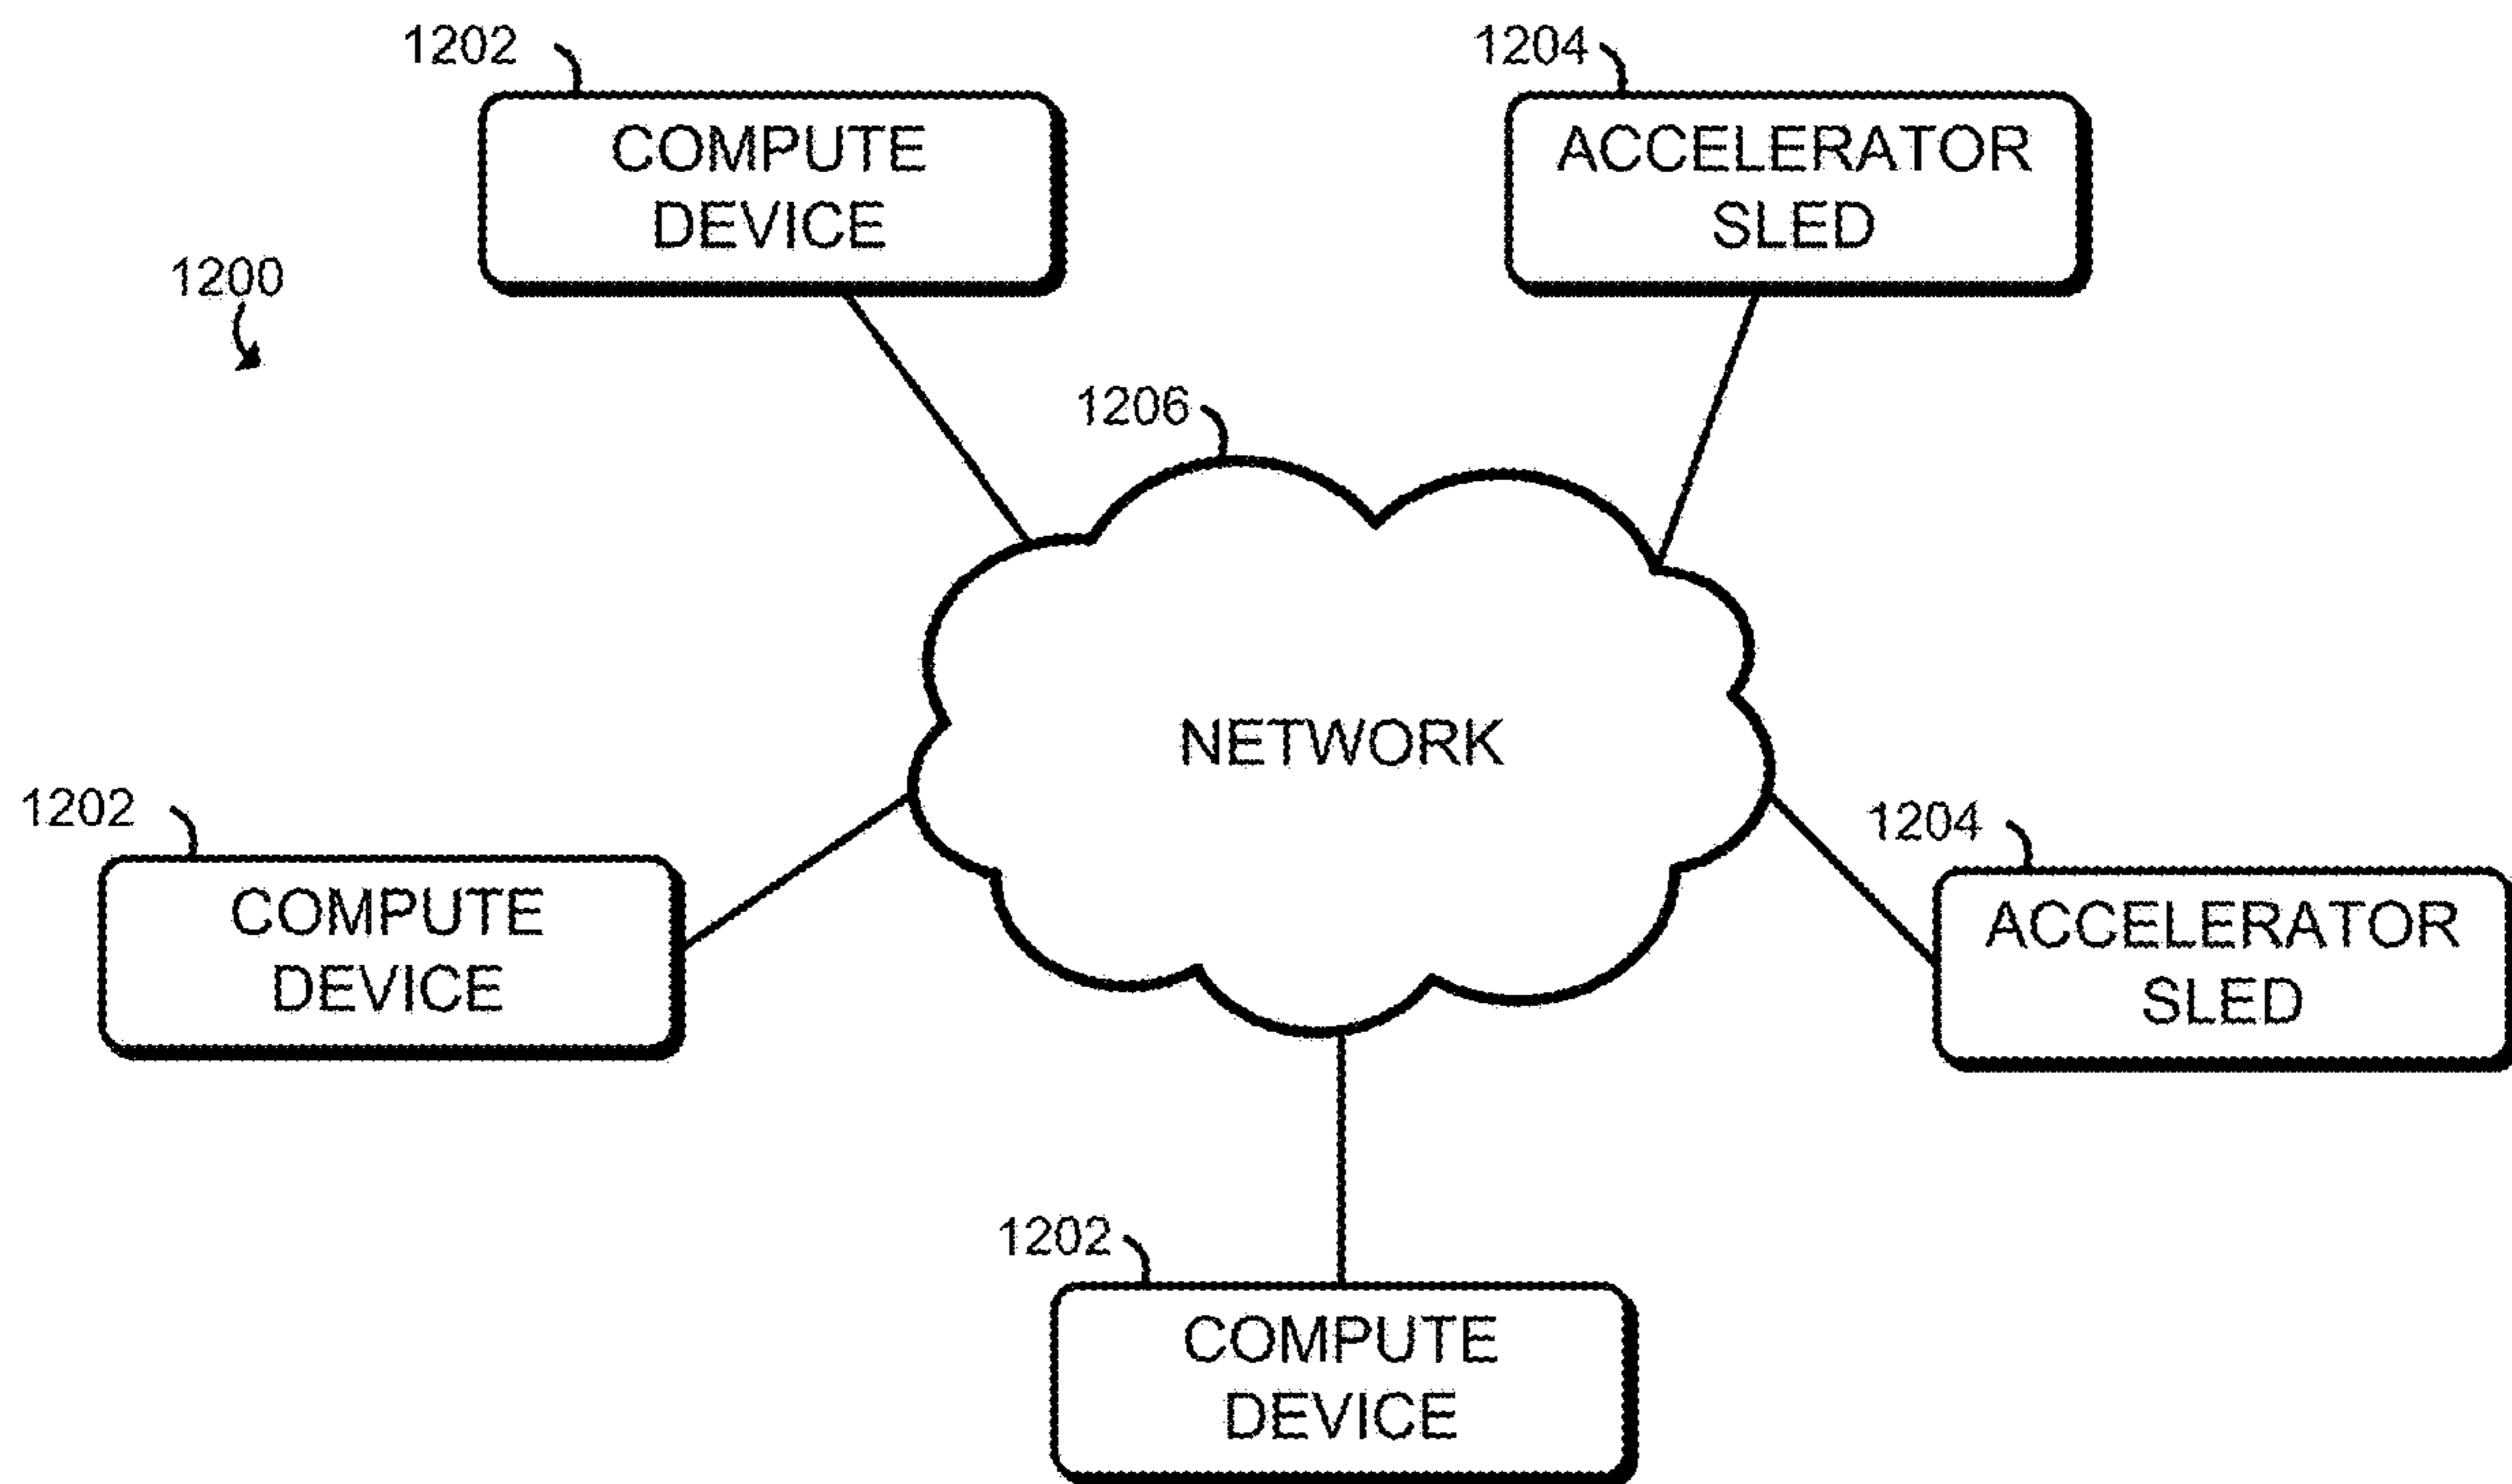 1202
COMPUTE
DEVICE
1204
ACCELERATOR
SLED
1200
1206
NETWORK
1202
COMPUTE
DEVICE
1204
ACCELERATOR
SLED
1202
COMPUTE
DEVICE